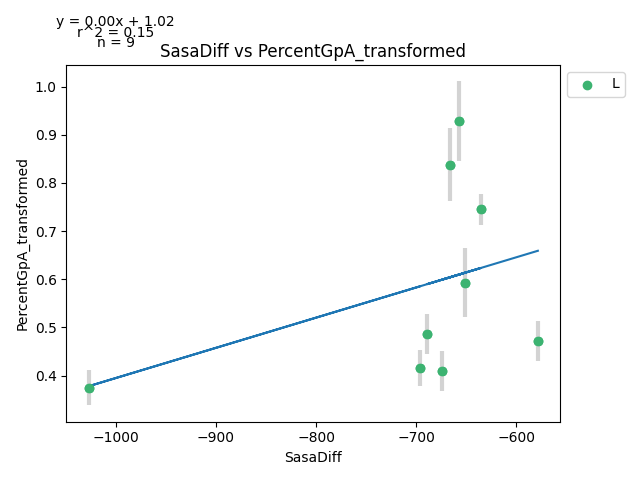 y = 0.00x + 1.02
r^2 = 0.15
n = 9
SasaDiff vs PercentGpA_transformed
L
PercentGpA_transformed
1.0
0.9
0.8
0.7
0.6
0.5
0.4
−1000
−900
−800
−700
−600
SasaDiff